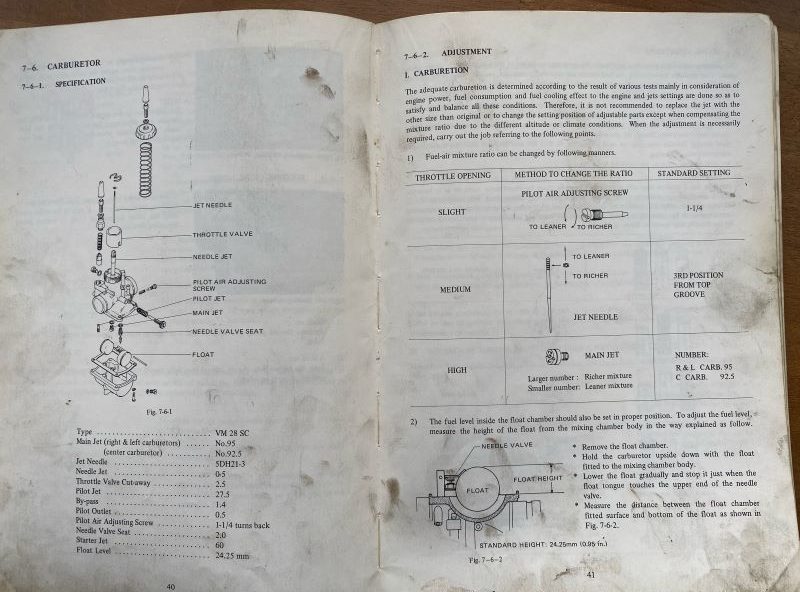 7-6. CARBURETOR
7-6-1. SPECIFICATION
3
JET NEEDLE
THROTTLE VALVE
NEEDLE JET
PILOT AIR ADJUSTING
SCREW
PILOT JET
MAIN JET
NEEDLE VALVE SEAT
FLOAT
Fig. 7-6-1
Type ............................ VM 28 SC
Main Jet (right & left carburetors) ....... No.95
(center carburetor) ............ No.92.5
Jet Needle ........................ 5DH21-3
Needle Jet ........................ 0-5
Throttle Valve Cut-away .............. 2.5
Pilot Jet .......................... 27.5
By-pass .......................... 1.4
Pilot Outlet ........................ 0.5
Pilot Air Adjusting Screw .............. 1-1/4 turns back
Needle Valve Seat .................... 2.0
Starter Jet ........................ 60
Float Level ........................ 24.25 mm
40
7-6-2. ADJUSTMENT
I. CARBURETION
The adequate carburetion is determined according to the result of various tests mainly in consideration of
engine power, fuel consumption and fuel cooling effect to the engine and jets settings are done so as to
satisfy and balance all these conditions. Therefore, it is not recommended to replace the jet with the
other size than original or to change the setting position of adjustable parts except when compensating the
mixture ratio due to the different altitude or climate conditions. When the adjustment is necessarily
required, carry out the job referring to the following points.
1) Fuel-air mixture ratio can be changed by following manners.
THROTTLE OPENING METHOD TO CHANGE THE RATIO STANDARD SETTING
SLIGHT
PILOT AIR ADJUSTING SCREW
TO LEANER TO RICHER
1-1/4
MEDIUM
TO LEANER
TO RICHER
JET NEEDLE
3RD POSITION
FROM TOP
GROOVE
HIGH
MAIN JET
Larger number : Richer mixture
Smaller number: Leaner mixture
NUMBER:
R & L CARB. 95
C CARB. 92.5
2) The fuel level inside the float chamber should also be set in proper position. To adjust the fuel level,
measure the height of the float from the mixing chamber body in the way explained as follow.
NEEDLE VALVE
FLOAT
FLOAT HEIGHT
STANDARD HEIGHT: 24.25mm (0.95 in.)
Fig. 7-6-2
* Remove the float chamber.
* Hold the carburetor upside down with the float
fitted to the mixing chamber body.
* Lower the float gradually and stop it just when the
float tongue touches the upper end of the needle
valve.
* Measure the distance between the float chamber
fitted surface and bottom of the float as shown in
Fig. 7-6-2.
41